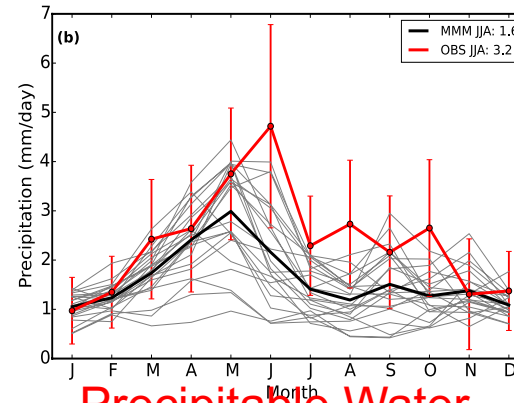 (b)
MMM JJA: 1.6
OBS JJA: 3.2
Precipitation (mm/day)
7
6
5
4
3
2
1
0
J F M A M J J A S O N D
Month
Precipitable Water